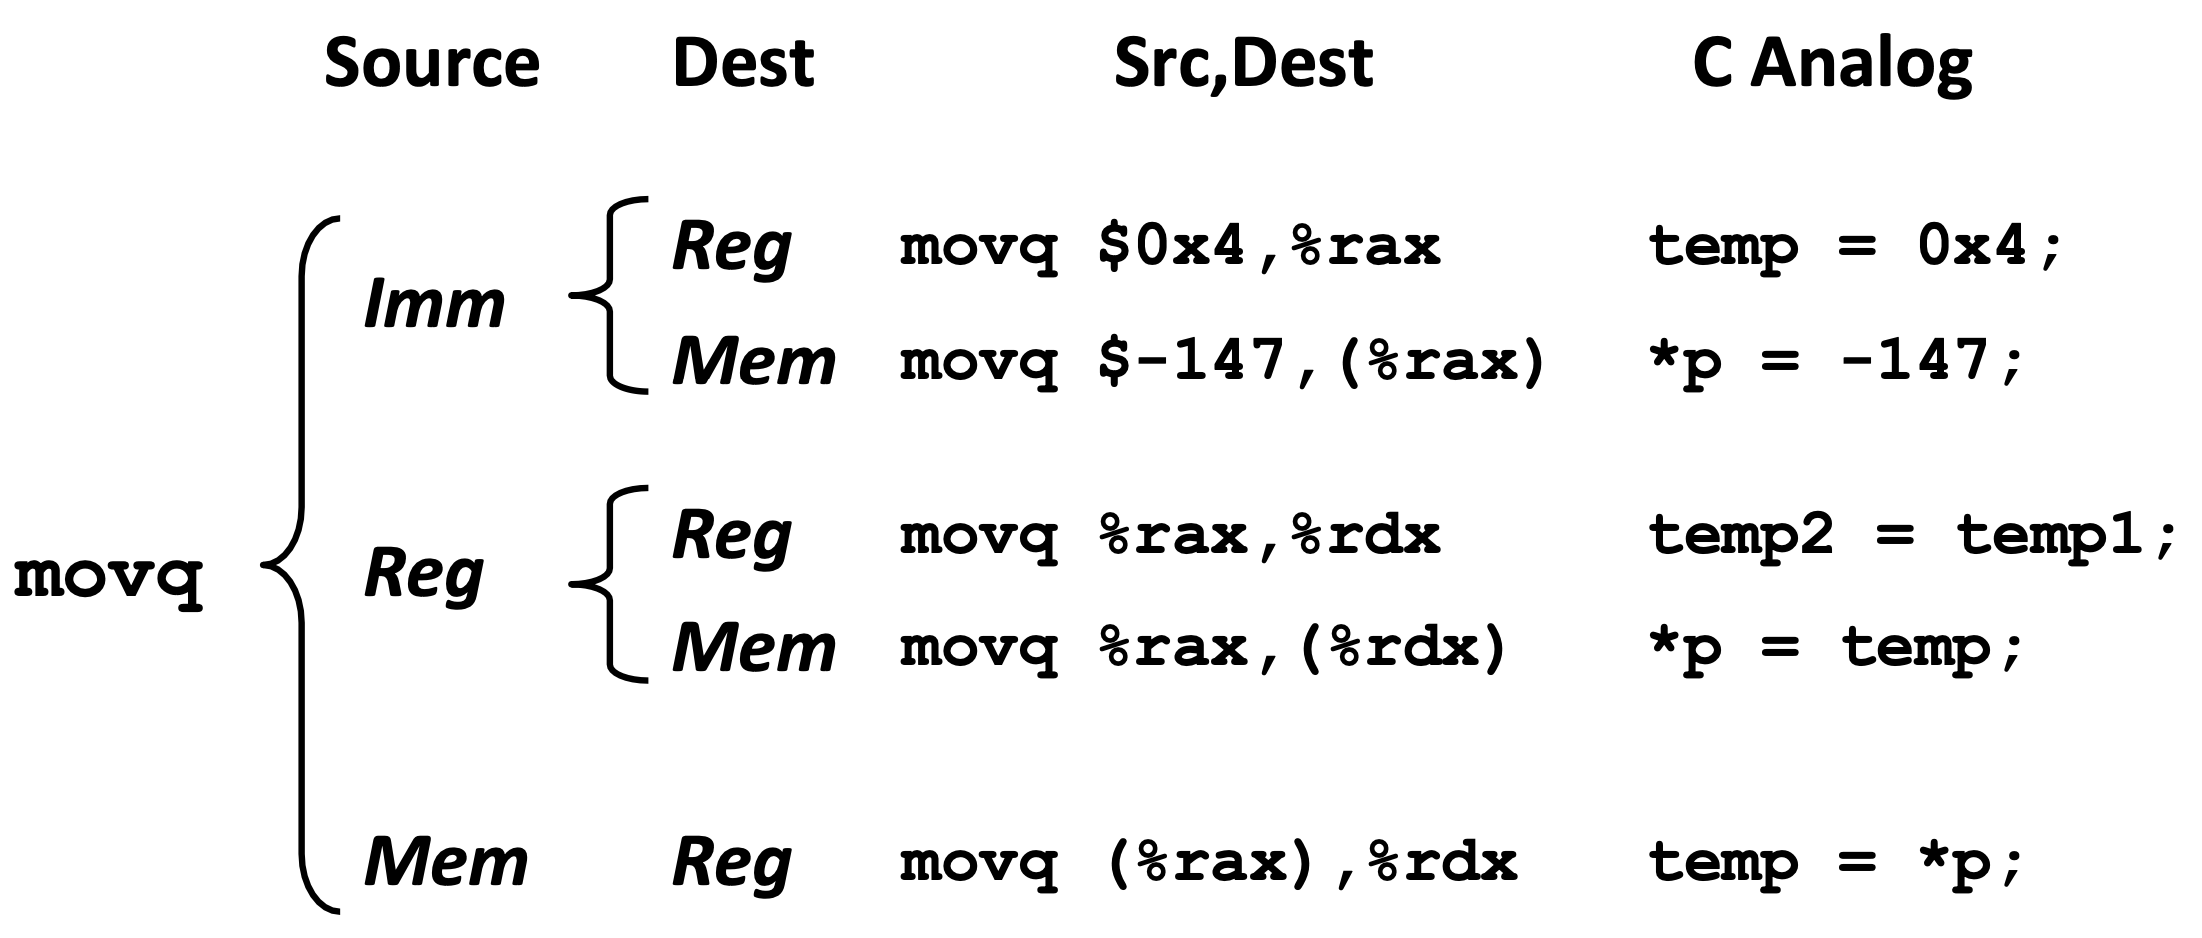 Source Dest Src,Dest C Analog
Reg movq $0x4,%rax temp = 0x4;
Imm
Mem movq $-147,(%rax) *p = -147;
Reg movq %rax,%rdx temp2 = temp1;
movq Reg
Mem movq %rax,(%rdx) *p = temp;
Mem Reg movq (%rax),%rdx temp = *p;